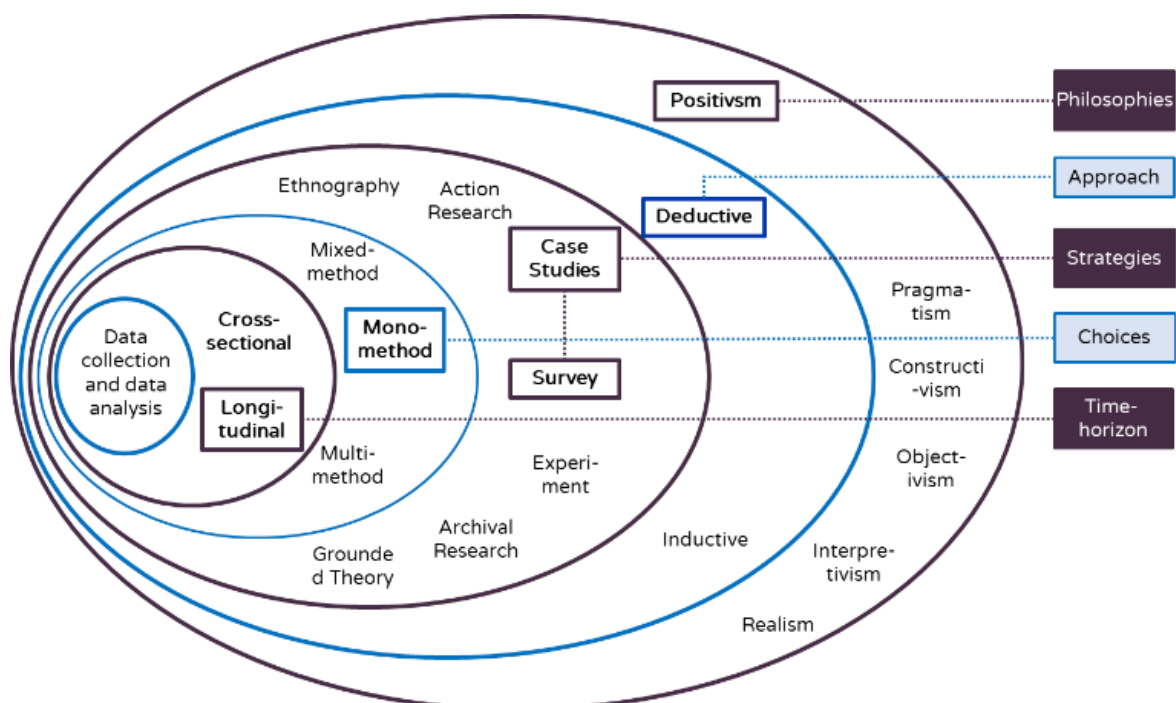 Positivsm
Philosophies
Ethnography
Action
Research
Approach
Deductive
Mixed-
method
Case
Studies
Strategies
Pragma-
tism
Data
collection
and data
analysis
Cross-
sectional
Mono-
method
Choices
Survey
Constructi
-vism
Longi-
tudinal
Time-
horizon
Multi-
method
Experi-
ment
Object-
ivism
Archival
Research
Inductive
Grounde
d Theory
Interpre-
tivism
Realism